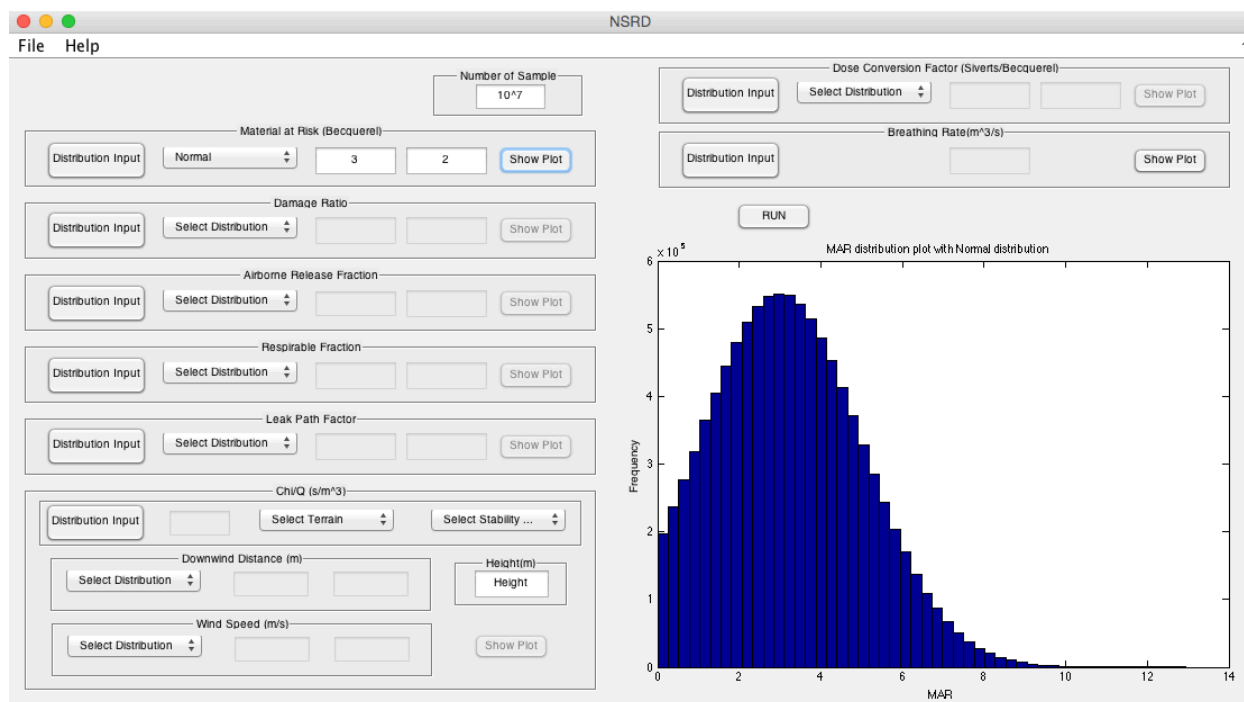 NSRD
File Help
Number of Sample
10^7
Material at Risk (Becquerel)
Distribution Input Normal 3 2 Show Plot
Damage Ratio
Distribution Input Select Distribution Show Plot
Airborne Release Fraction
Distribution Input Select Distribution Show Plot
Respirable Fraction
Distribution Input Select Distribution Show Plot
Leak Path Factor
Distribution Input Select Distribution Show Plot
Chi/Q (s/m^3)
Distribution Input Select Terrain Select Stability ...
Downwind Distance (m)
Select Distribution
Height(m)
Height
Wind Speed (m/s)
Select Distribution
Show Plot
Dose Conversion Factor (Siverts/Becquerel)
Distribution Input Select Distribution Show Plot
Breathing Rate(m^3/s)
Distribution Input Show Plot
RUN
MAR distribution plot with Normal distribution
x 10^5
6
5
4
3
2
1
0
Frequency
0 2 4 6 8 10 12 14
MAR